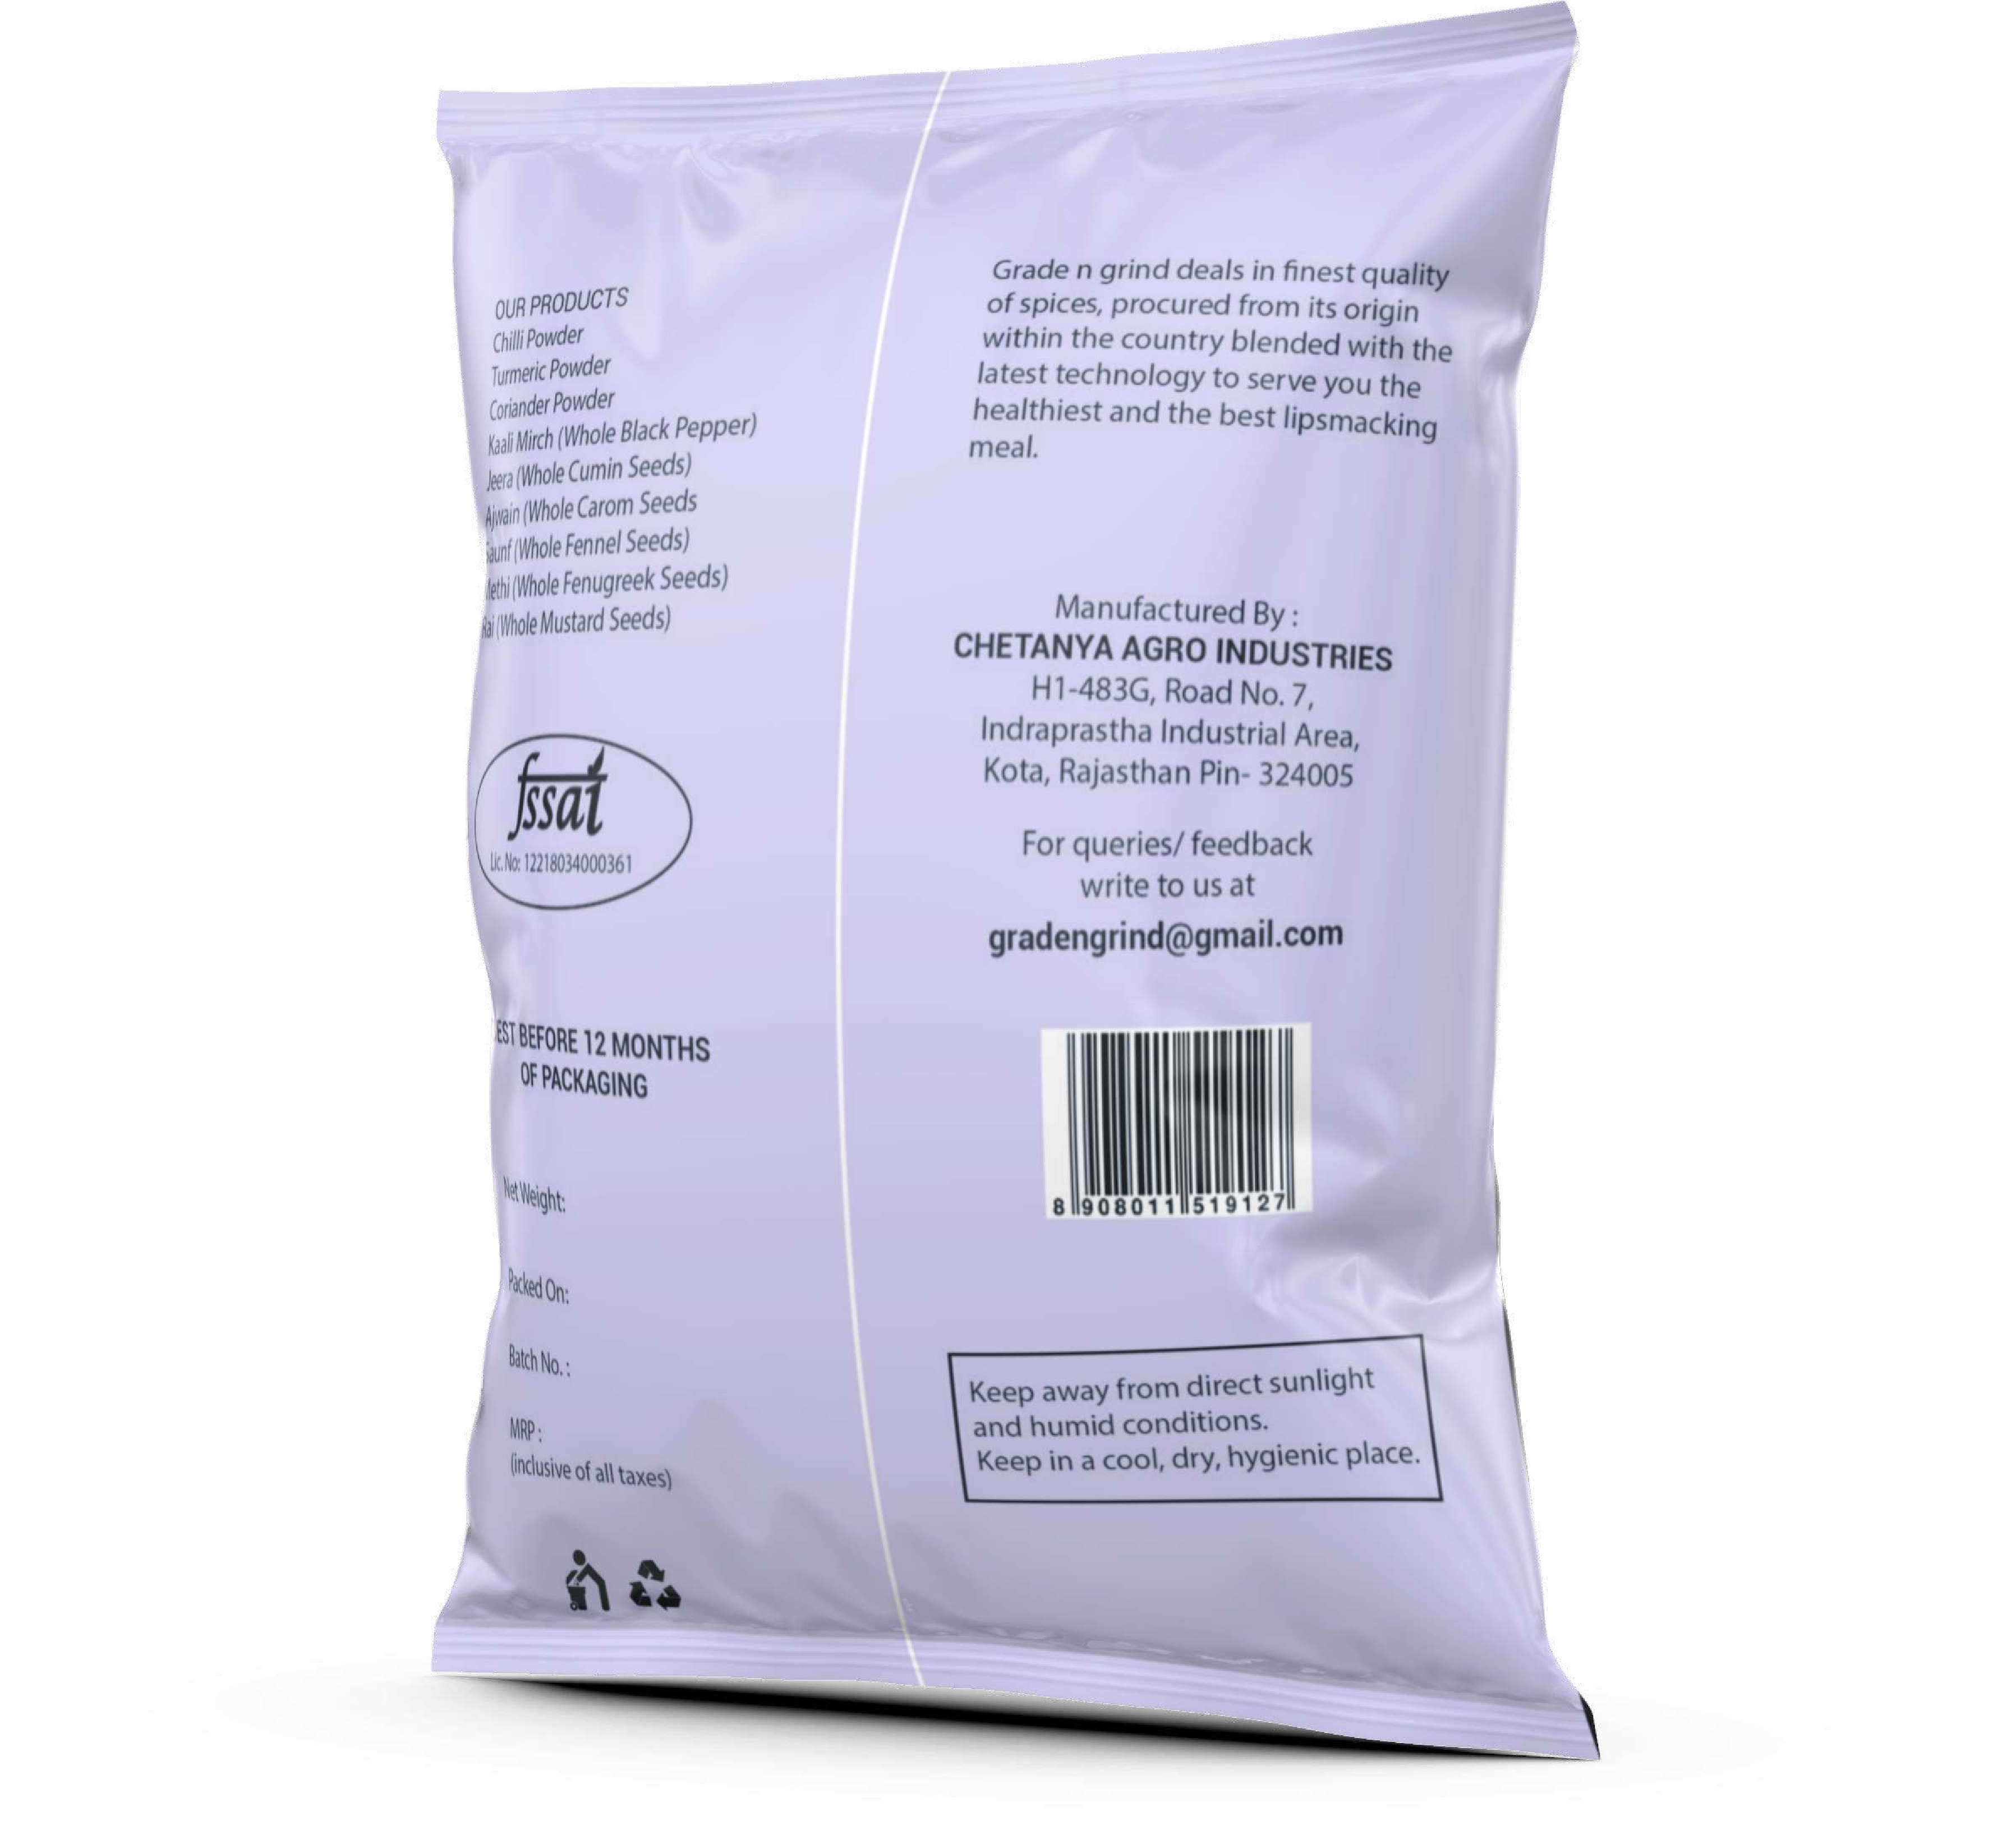 OUR PRODUCTS
Chilli Powder
Turmeric Powder
Coriander Powder
Kaali Mirch (Whole Black Pepper)
Jeera (Whole Cumin Seeds)
Ajwain (Whole Carom Seeds
Saunf (Whole Fennel Seeds)
Methi (Whole Fenugreek Seeds)
Rai (Whole Mustard Seeds)
fssai
Lic. No: 12218034000361
BEST BEFORE 12 MONTHS
OF PACKAGING
Net Weight:
Packed On:
Batch No. :
MRP :
(inclusive of all taxes)
Grade n grind deals in finest quality
of spices, procured from its origin
within the country blended with the
latest technology to serve you the
healthiest and the best lipsmacking
meal.
Manufactured By :
CHETANYA AGRO INDUSTRIES
H1-483G, Road No. 7,
Indraprastha Industrial Area,
Kota, Rajasthan Pin- 324005
For queries/ feedback
write to us at
gradengrind@gmail.com
8 908011 519127
Keep away from direct sunlight
and humid conditions.
Keep in a cool, dry, hygienic place.